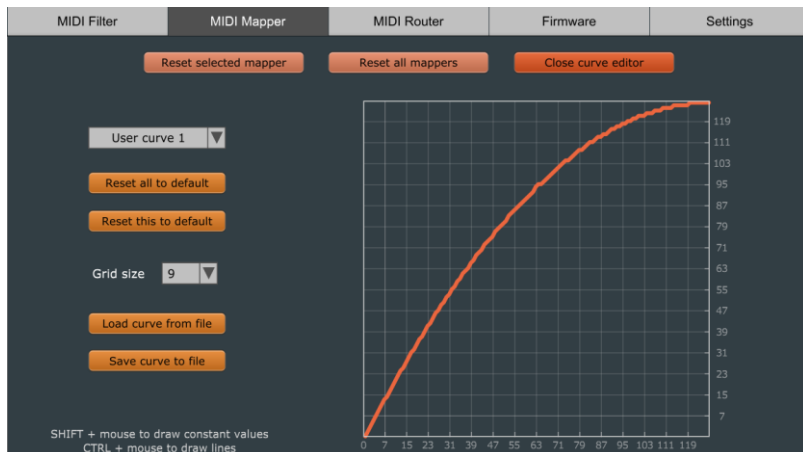 MIDI Filter MIDI Mapper MIDI Router Firmware Settings
Reset selected mapper Reset all mappers Close curve editor
User curve 1
Reset all to default
Reset this to default
Grid size 9
Load curve from file
Save curve to file
SHIFT + mouse to draw constant values
CTRL + mouse to draw lines
119
111
103
95
87
79
71
63
55
47
39
31
23
15
7
0 7 15 23 31 39 47 55 63 71 79 87 95 103 111 119